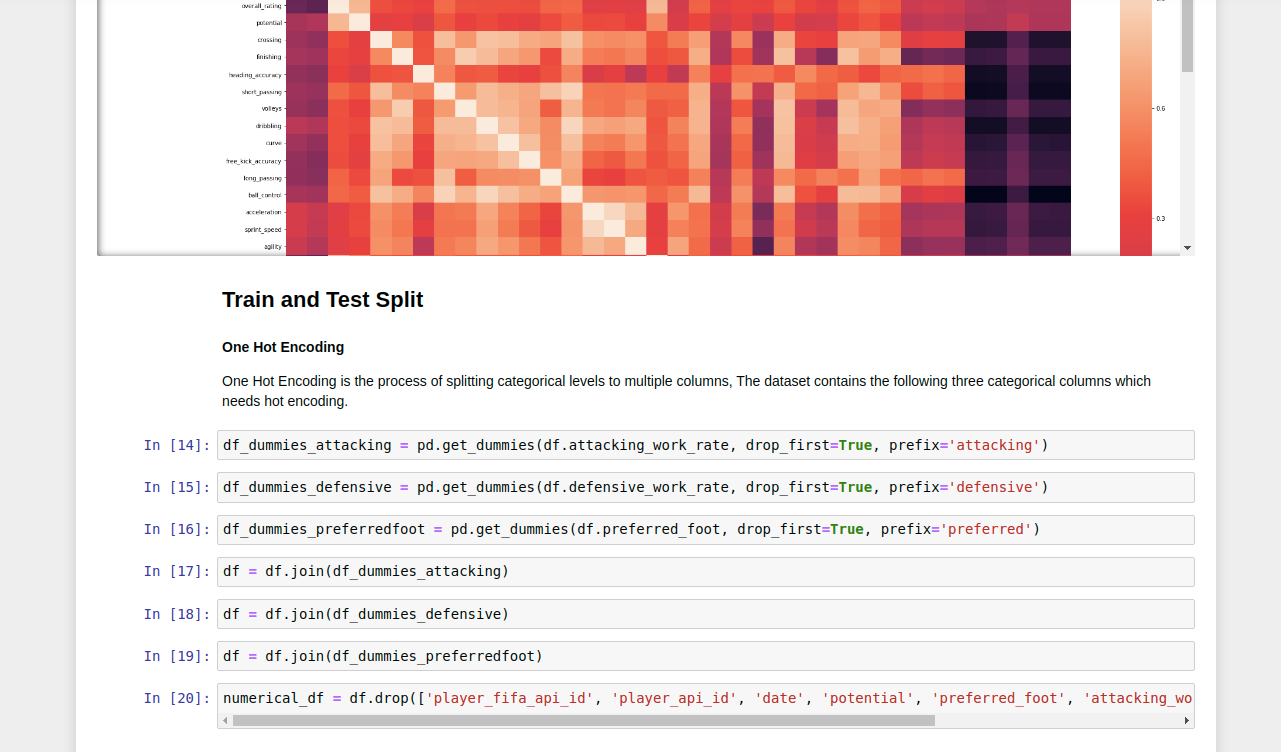 overall_rating
potential
crossing
finishing
heading_accuracy
short_passing
volleys
0.6
dribbling
curve
free_kick_accuracy
long_passing
ball_control
acceleration
0.3
sprint_speed
agility
Train and Test Split
One Hot Encoding
One Hot Encoding is the process of splitting categorical levels to multiple columns, The dataset contains the following three categorical columns which
needs hot encoding.
In [14]: df_dummies_attacking = pd.get_dummies(df.attacking_work_rate, drop_first=True, prefix='attacking')
In [15]: df_dummies_defensive = pd.get_dummies(df.defensive_work_rate, drop_first=True, prefix='defensive')
In [16]: df_dummies_preferredfoot = pd.get_dummies(df.preferred_foot, drop_first=True, prefix='preferred')
In [17]: df = df.join(df_dummies_attacking)
In [18]: df = df.join(df_dummies_defensive)
In [19]: df = df.join(df_dummies_preferredfoot)
In [20]: numerical_df = df.drop(['player_fifa_api_id', 'player_api_id', 'date', 'potential', 'preferred_foot', 'attacking_wo